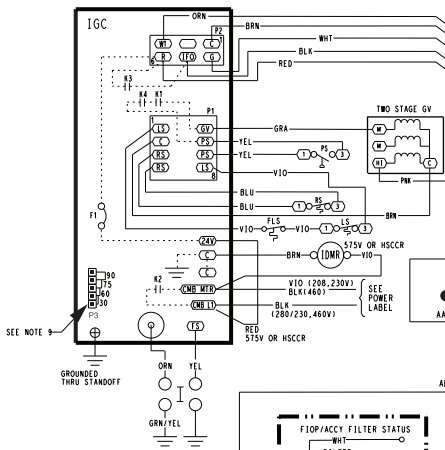 IGC
ORN
BRN
P2
W1
C
1
WHT
R
IFO
G
6
BLK
RED
K3
K4 K1
P1
1
LS
GV
GRA
C
PS
YEL
PS
RS
PS
YEL
1
3
RS
LS
8
VIO
TWO STAGE GV
M
M
HI
C
PNK
BRN
BLU
BLU
RS
1
3
F1
FLS
LS
VIO
VIO
1
3
24V
575V OR HSCCR
C
BRN
IDMR
VIO
C
90
75
60
30
P3
K2
CMB MTR
VIO (208,230V)
BLK(460)
SEE
POWER
LABEL
CMB L1
BLK
(280/230,460V)
SEE NOTE 9
FS
RED
575V OR HSCCR
GROUNDED
THRU STANDOFF
ORN
YEL
GRN/YEL
AA
A
FIOP/ACCY FILTER STATUS
WHT